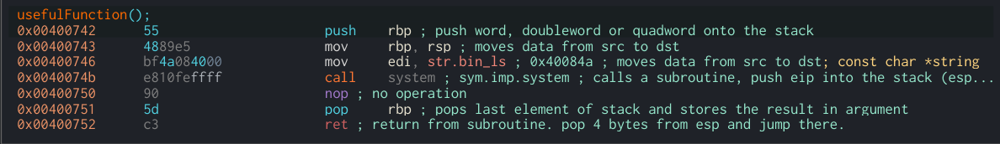 usefulFunction();
0x00400742 55 push rbp ; push word, doubleword or quadword onto the stack
0x00400743 4889e5 mov rbp, rsp ; moves data from src to dst
0x00400746 bf4a084000 mov edi, str.bin_ls ; 0x40084a ; moves data from src to dst; const char *string
0x0040074b e810feffff call system ; sym.imp.system ; calls a subroutine, push eip into the stack (esp...
0x00400750 90 nop ; no operation
0x00400751 5d pop rbp ; pops last element of stack and stores the result in argument
0x00400752 c3 ret ; return from subroutine. pop 4 bytes from esp and jump there.